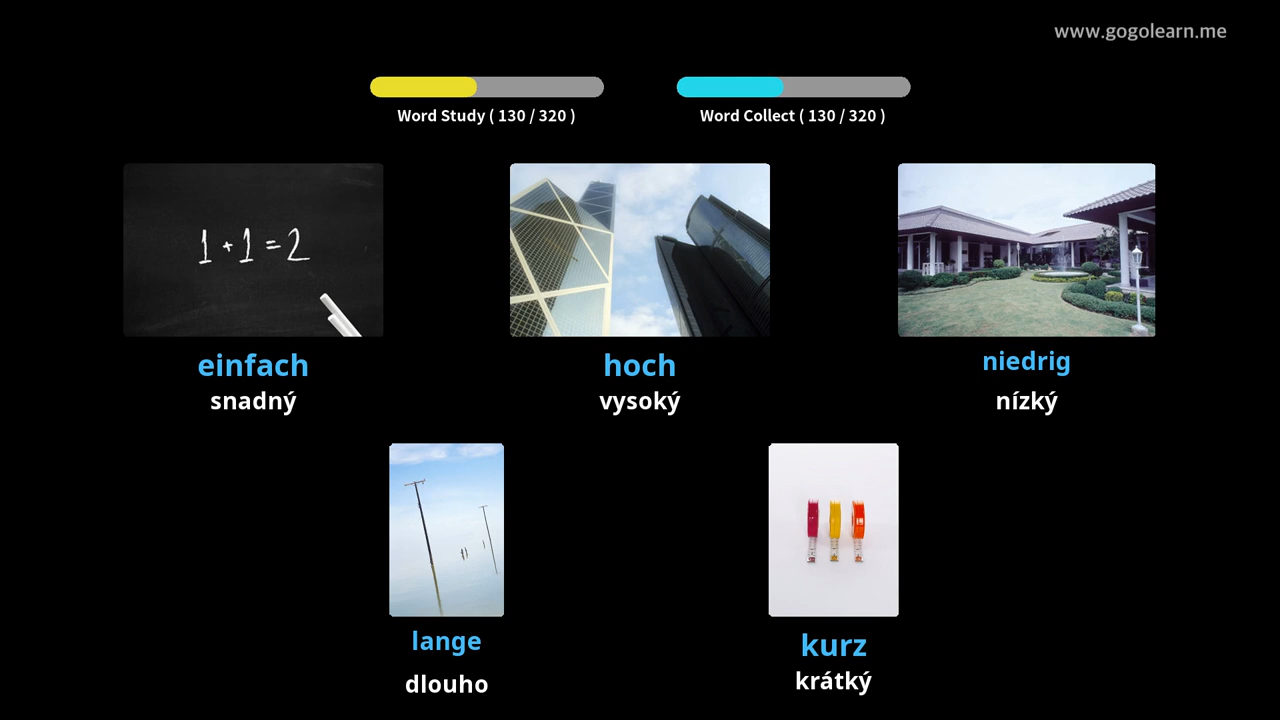 www.gogolearn.me
Word Study ( 130 / 320 )
Word Collect ( 130 / 320 )
1 + 1 = 2
einfach
hoch
niedrig
snadný
vysoký
nízký
lange
kurz
dlouho
krátký